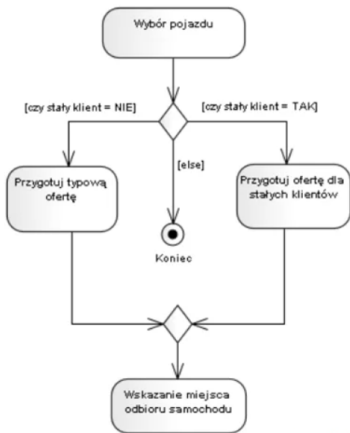 Wybór pojazdu
[czy stały klient = NIE]
[czy stały klient = TAK]
[else]
Przygotuj typową
ofertę
Przygotuj ofertę dla
stałych klientów
Koniec
Wskazanie miejsca
odbioru samochodu